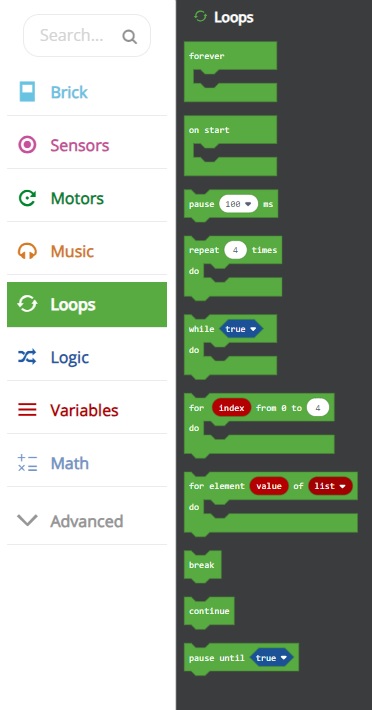 Search...
Brick
Sensors
Motors
Music
Loops
Logic
Variables
Math
Advanced
Loops
forever
on start
pause 100 ms
repeat 4 times
do
while true
do
for index from 0 to 4
do
for element value of list
do
break
continue
pause until true